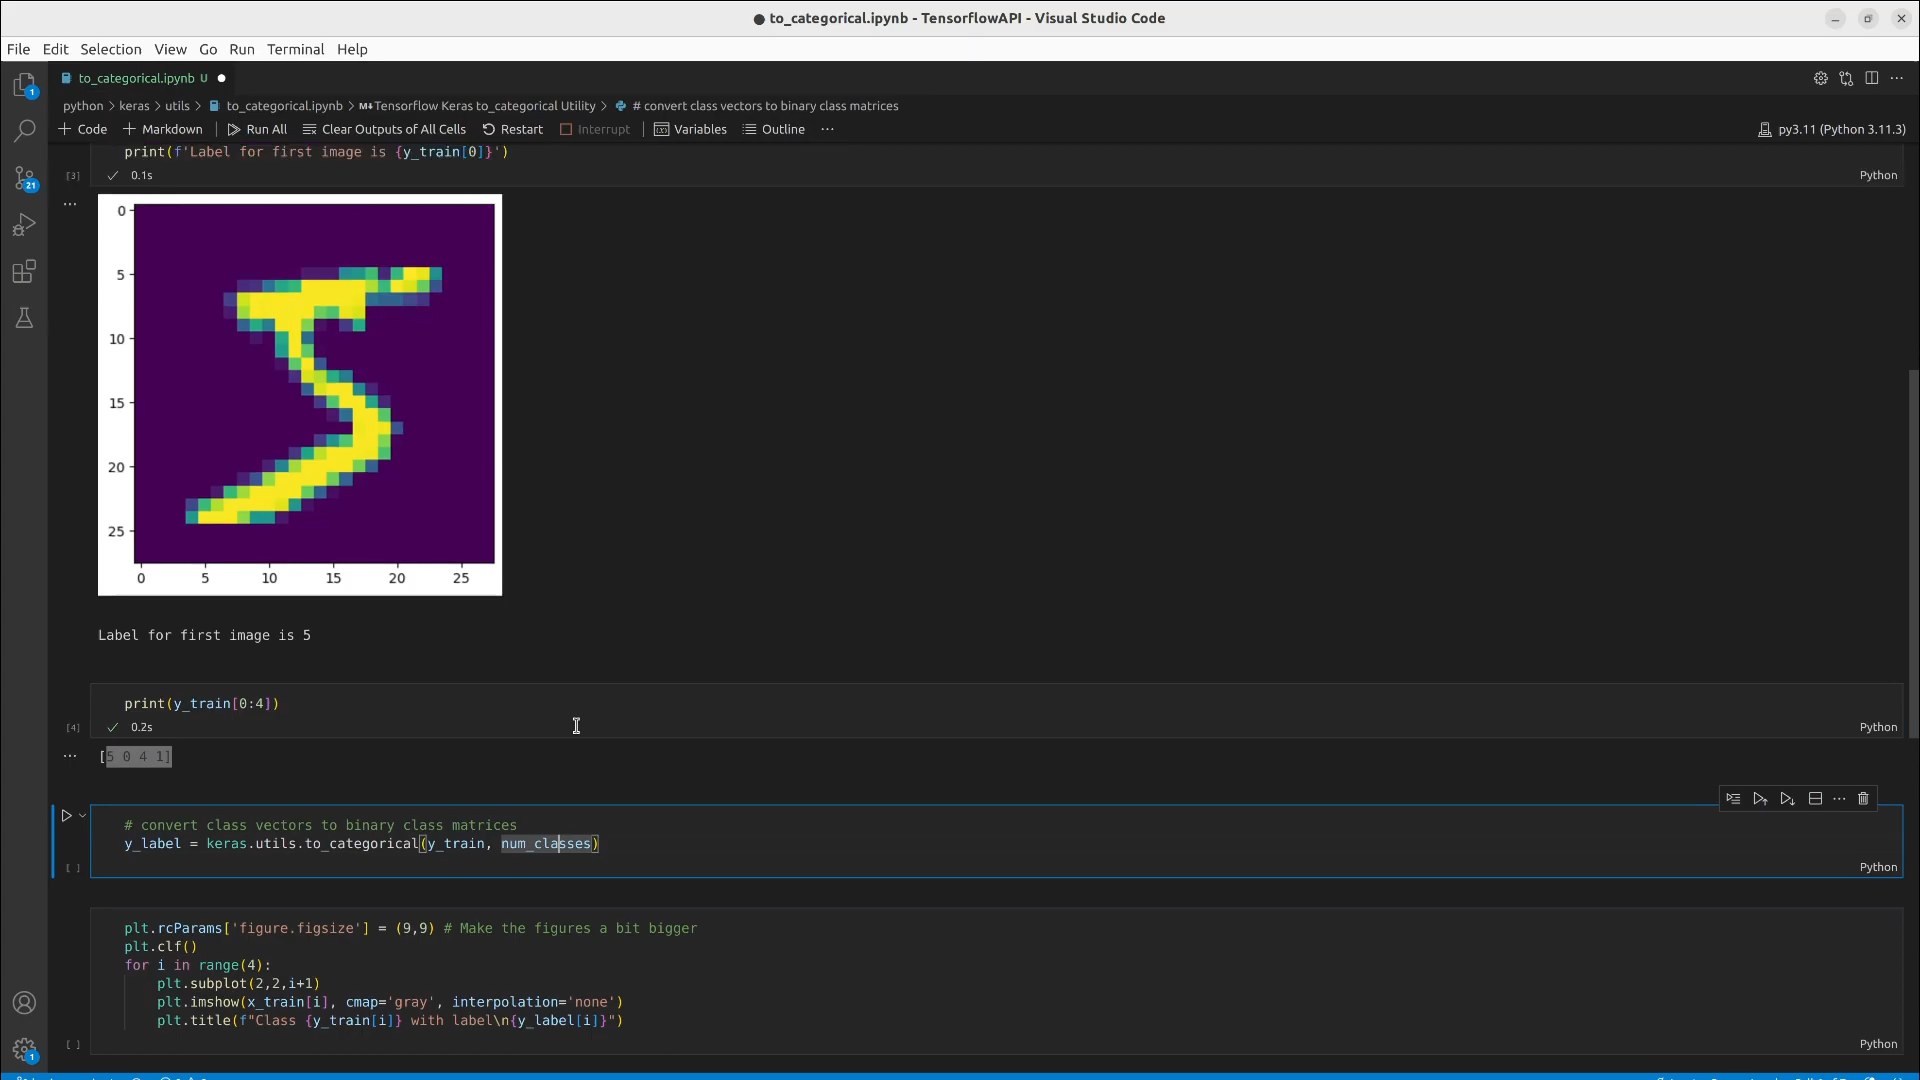 ● to_categorical.ipynb - TensorflowAPI - Visual Studio Code
File Edit Selection View Go Run Terminal Help
to_categorical.ipynb U ●
python > keras > utils > to_categorical.ipynb > M↓Tensorflow Keras to_categorical Utility > # convert class vectors to binary class matrices
+ Code + Markdown Run All Clear Outputs of All Cells Restart Interrupt Variables Outline ... py3.11 (Python 3.11.3)
print(f'Label for first image is {y_train[0]}')
[3] ✓ 0.1s Python
0
5
10
15
20
25
0 5 10 15 20 25
Label for first image is 5
print(y_train[0:4])
[4] ✓ 0.2s Python
[5 0 4 1]
# convert class vectors to binary class matrices
y_label = keras.utils.to_categorical(y_train, num_classes)
[ ] Python
plt.rcParams['figure.figsize'] = (9,9) # Make the figures a bit bigger
plt.clf()
for i in range(4):
    plt.subplot(2,2,i+1)
    plt.imshow(x_train[i], cmap='gray', interpolation='none')
    plt.title(f"Class {y_train[i]} with label\n{y_label[i]}")
[ ] Python
1
21
1